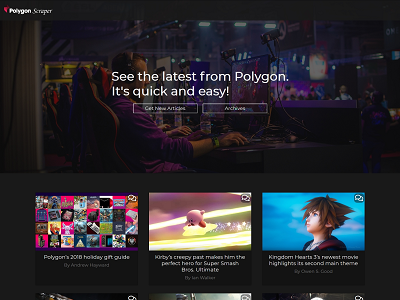 Polygon Scraper
See the latest from Polygon.
It's quick and easy!
Get New Articles
Archives
Polygon's 2018 holiday gift guide
By Andrew Hayward
Kirby's creepy past makes him the
perfect hero for Super Smash
Bros. Ultimate
By Ian Walker
Kingdom Hearts 3's newest movie
highlights its second main theme
By Owen S. Good